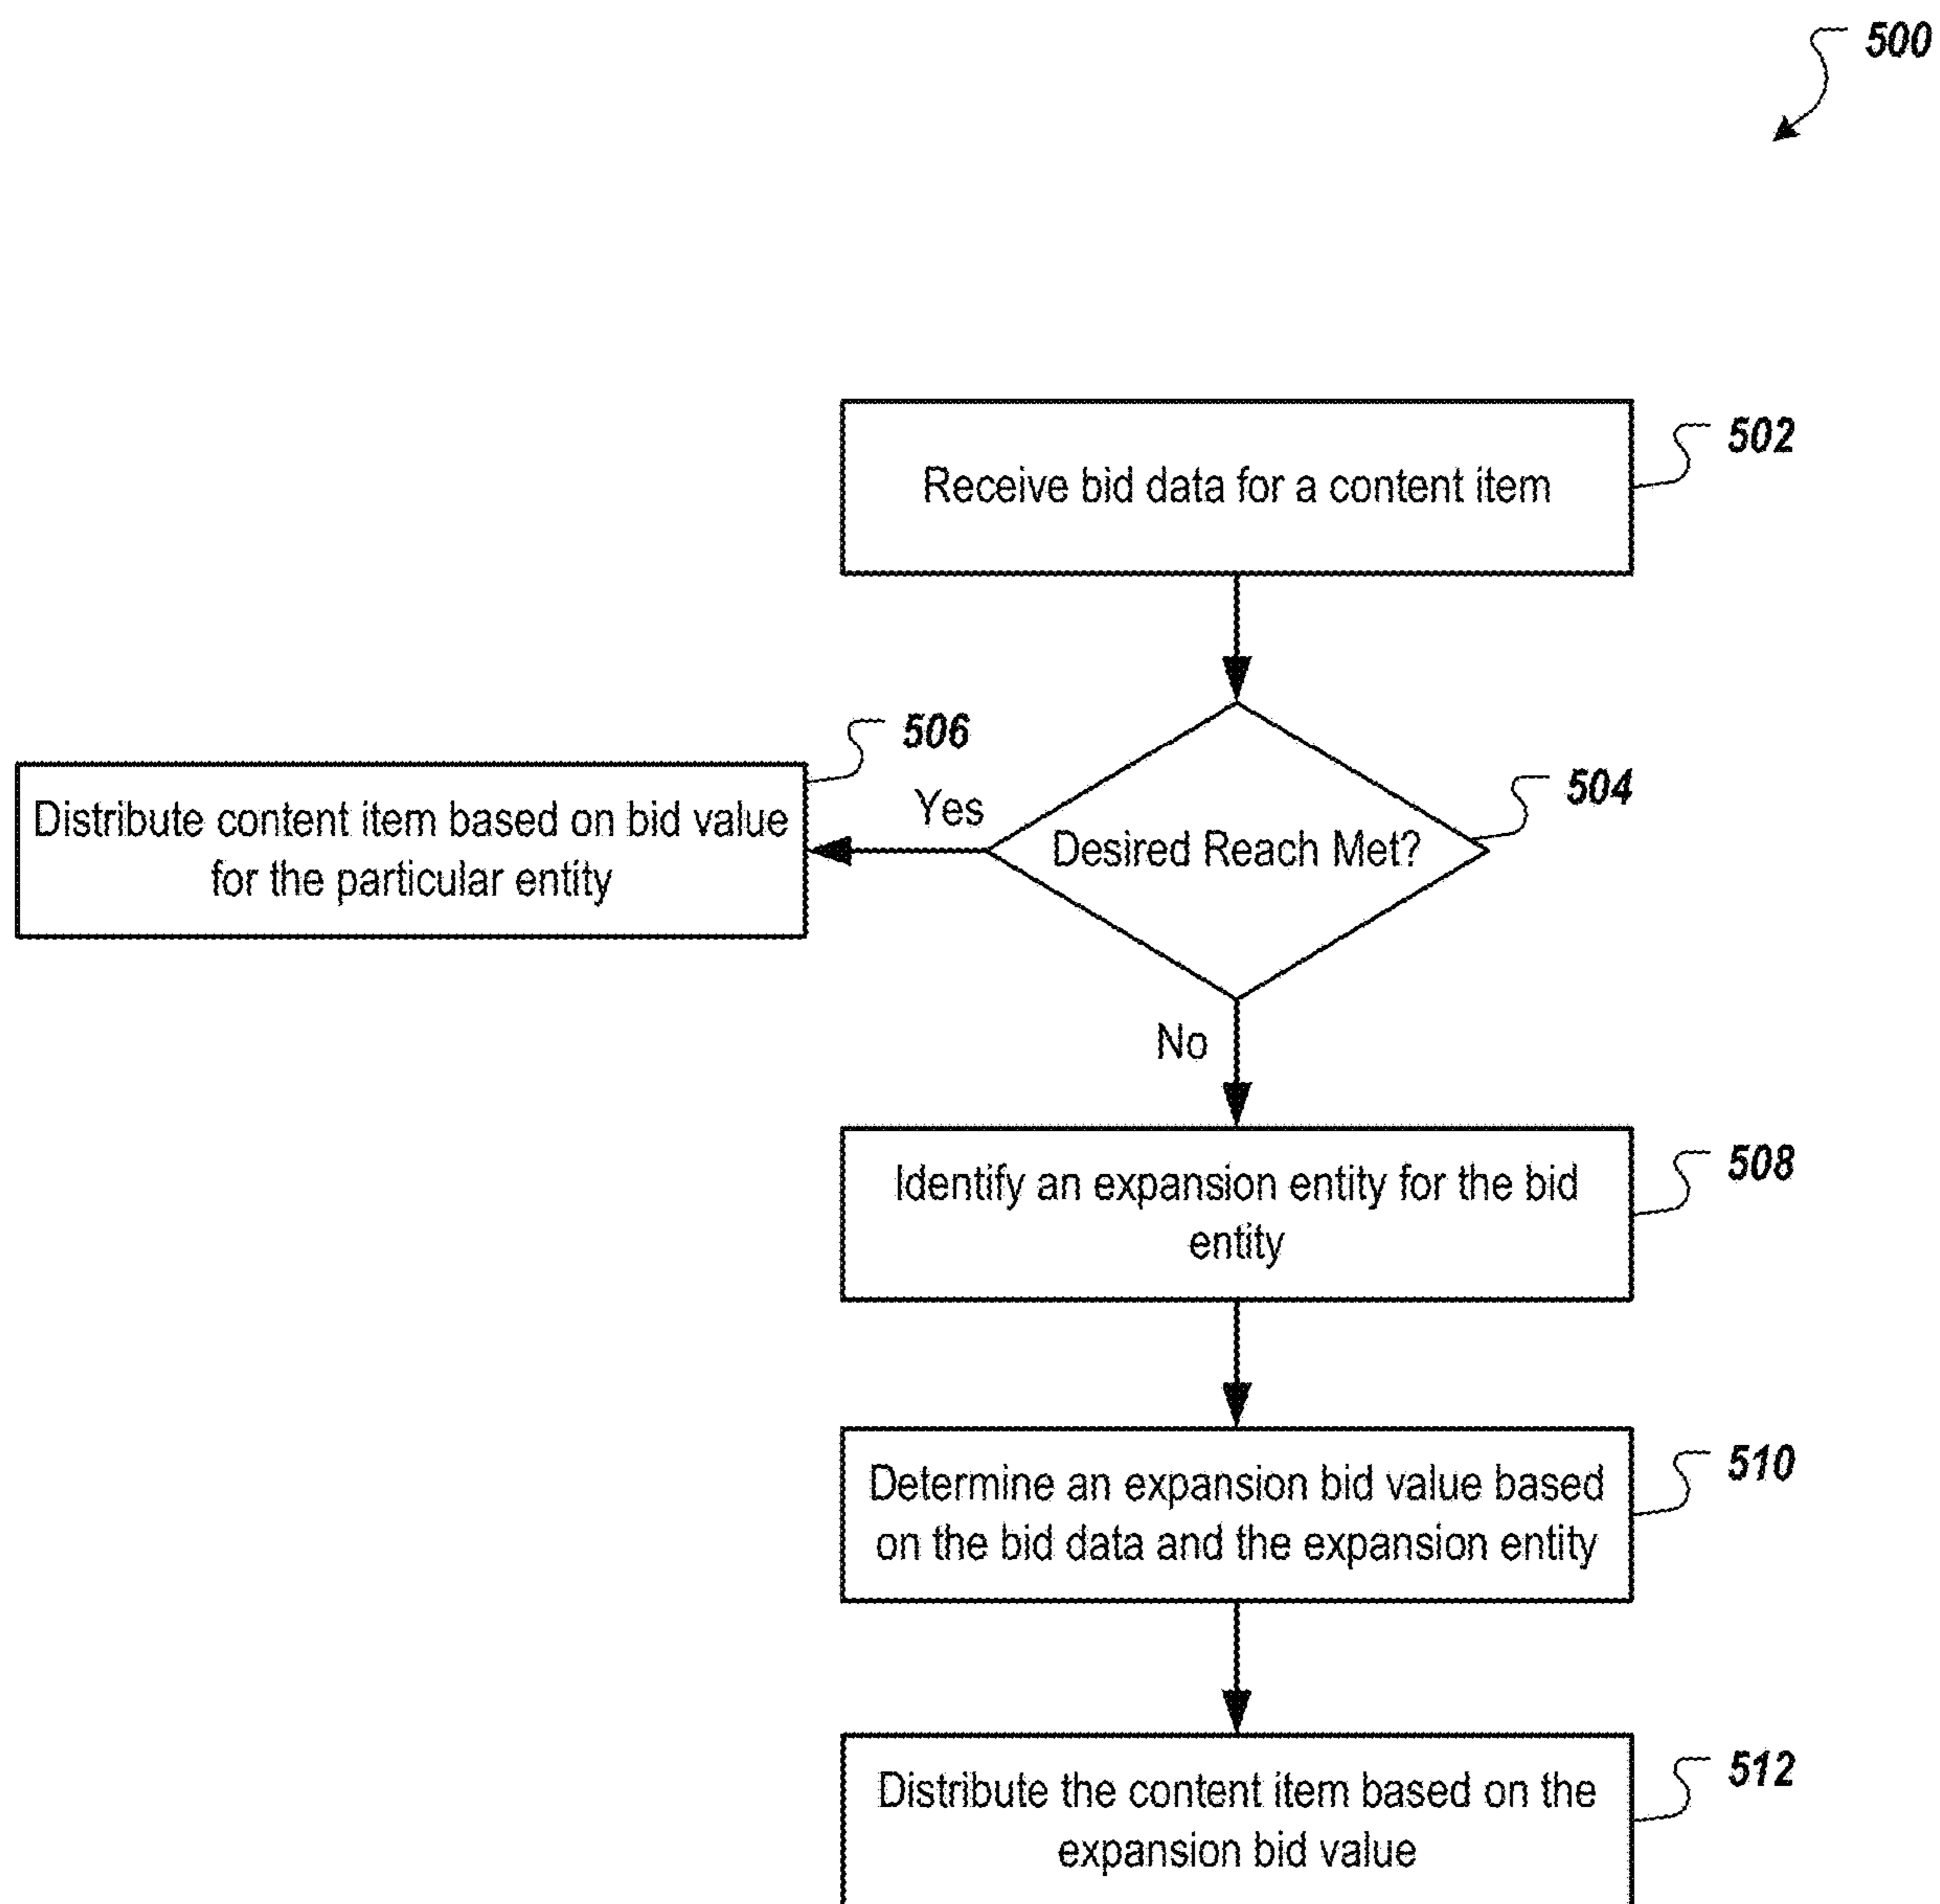 500
Receive bid data for a content item
502
506
Distribute content item based on bid value
for the particular entity
Yes
Desired Reach Met?
504
No
Identify an expansion entity for the bid
entity
508
Determine an expansion bid value based
on the bid data and the expansion entity
510
Distribute the content item based on the
expansion bid value
512